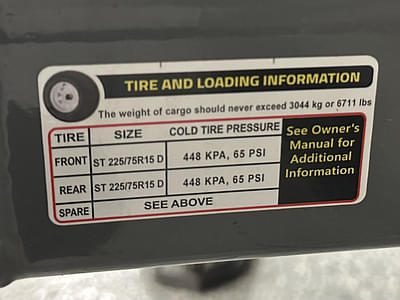 TIRE AND LOADING INFORMATION
The weight of cargo should never exceed 3044 kg or 6711 lbs
TIRE SIZE COLD TIRE PRESSURE
FRONT ST 225/75R15 D 448 KPA, 65 PSI
REAR ST 225/75R15 D 448 KPA, 65 PSI
SPARE SEE ABOVE
See Owner's
Manual for
Additional
Information